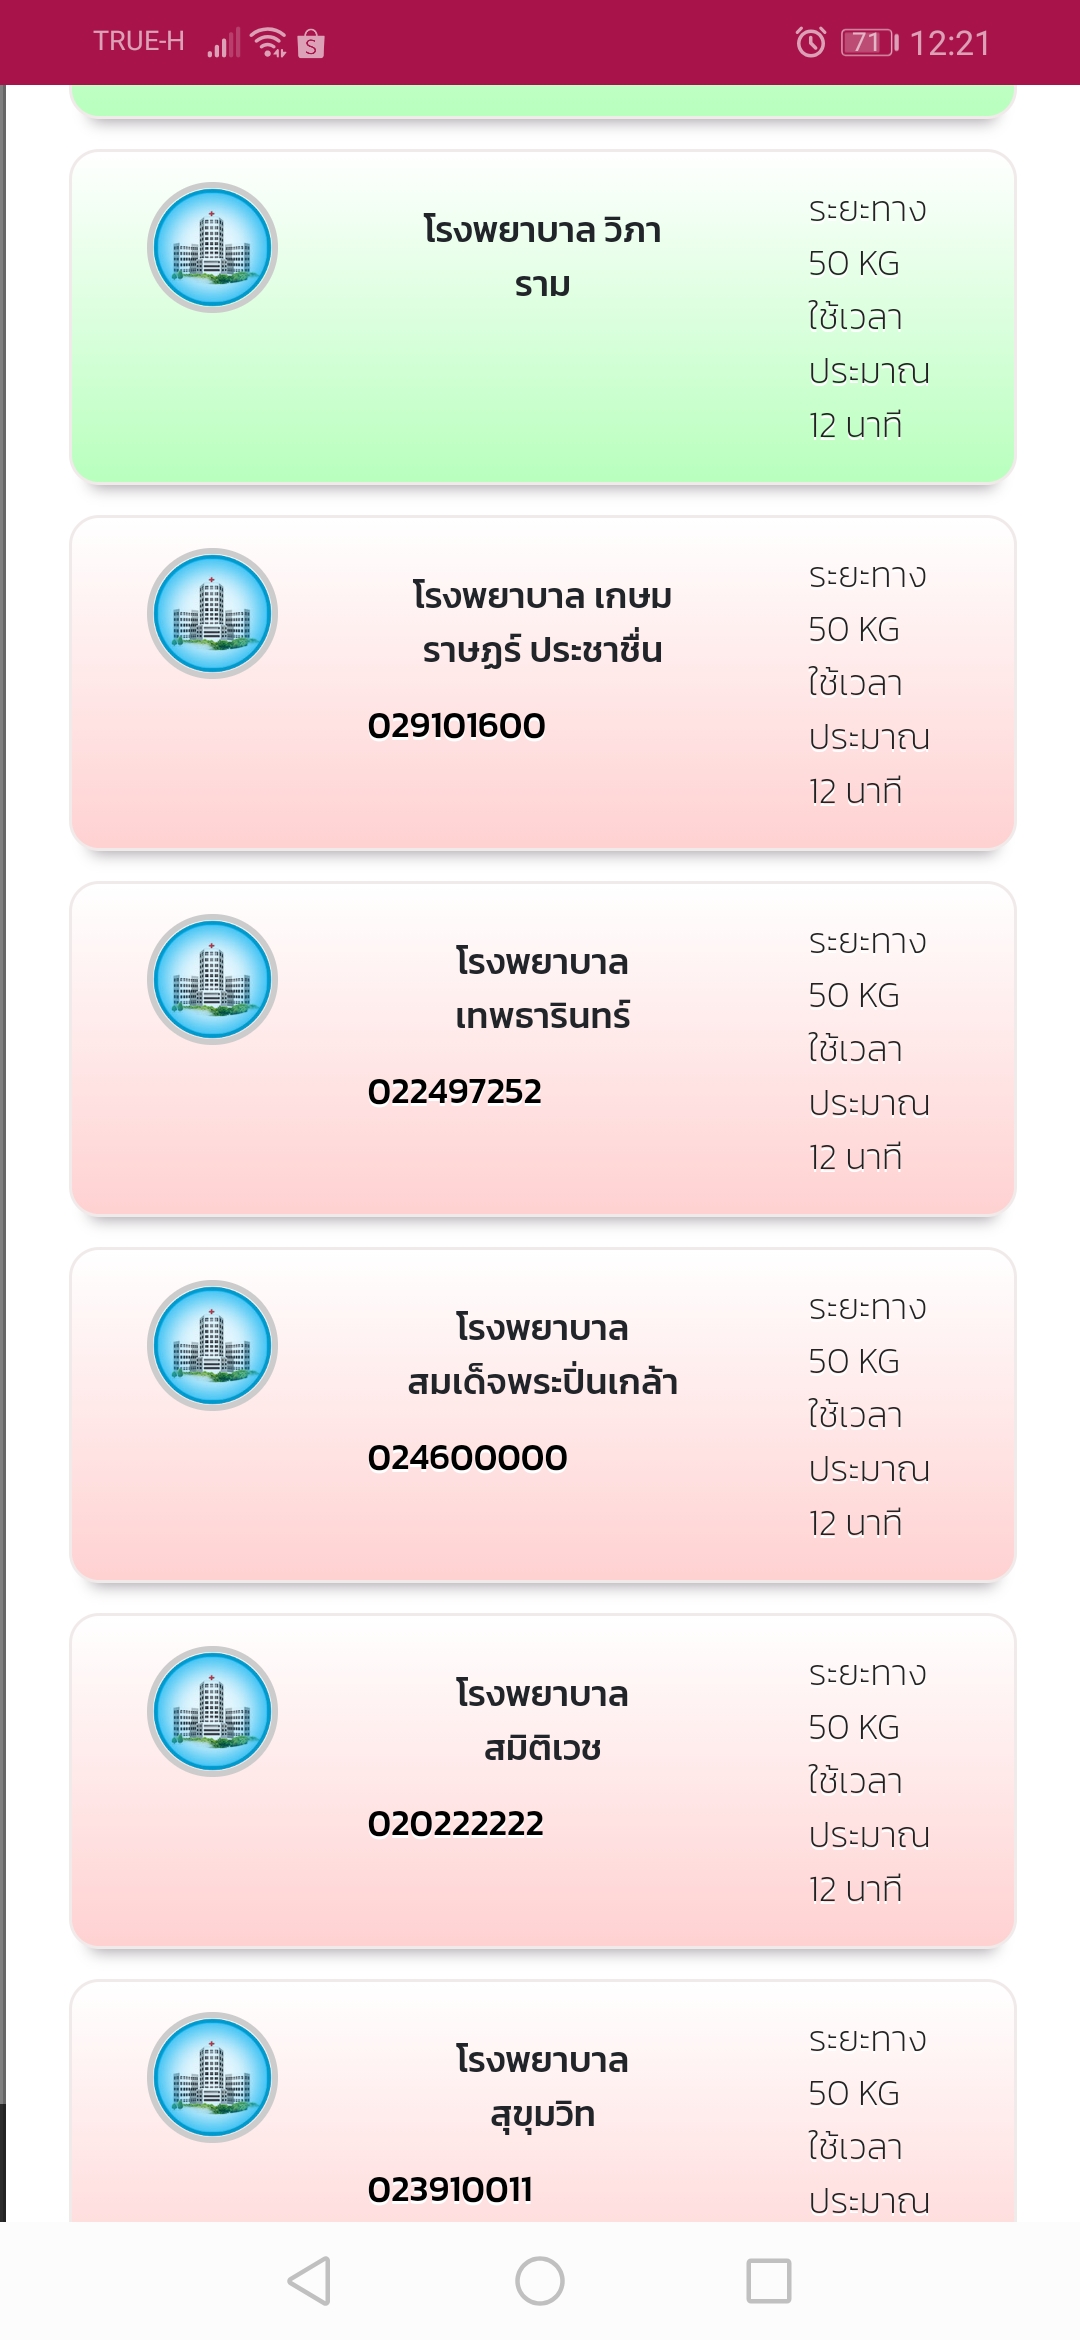 TRUE-H 71 12:21
โรงพยาบาล วิภา
ราม
ระยะทาง
50 KG
ใช้เวลา
ประมาณ
12 นาที
โรงพยาบาล เกษม
ราษฎร์ ประชาชื่น
029101600
ระยะทาง
50 KG
ใช้เวลา
ประมาณ
12 นาที
โรงพยาบาล
เทพธารินทร์
022497252
ระยะทาง
50 KG
ใช้เวลา
ประมาณ
12 นาที
โรงพยาบาล
สมเด็จพระปิ่นเกล้า
024600000
ระยะทาง
50 KG
ใช้เวลา
ประมาณ
12 นาที
โรงพยาบาล
สมิติเวช
020222222
ระยะทาง
50 KG
ใช้เวลา
ประมาณ
12 นาที
โรงพยาบาล
สุขุมวิท
023910011
ระยะทาง
50 KG
ใช้เวลา
ประมาณ